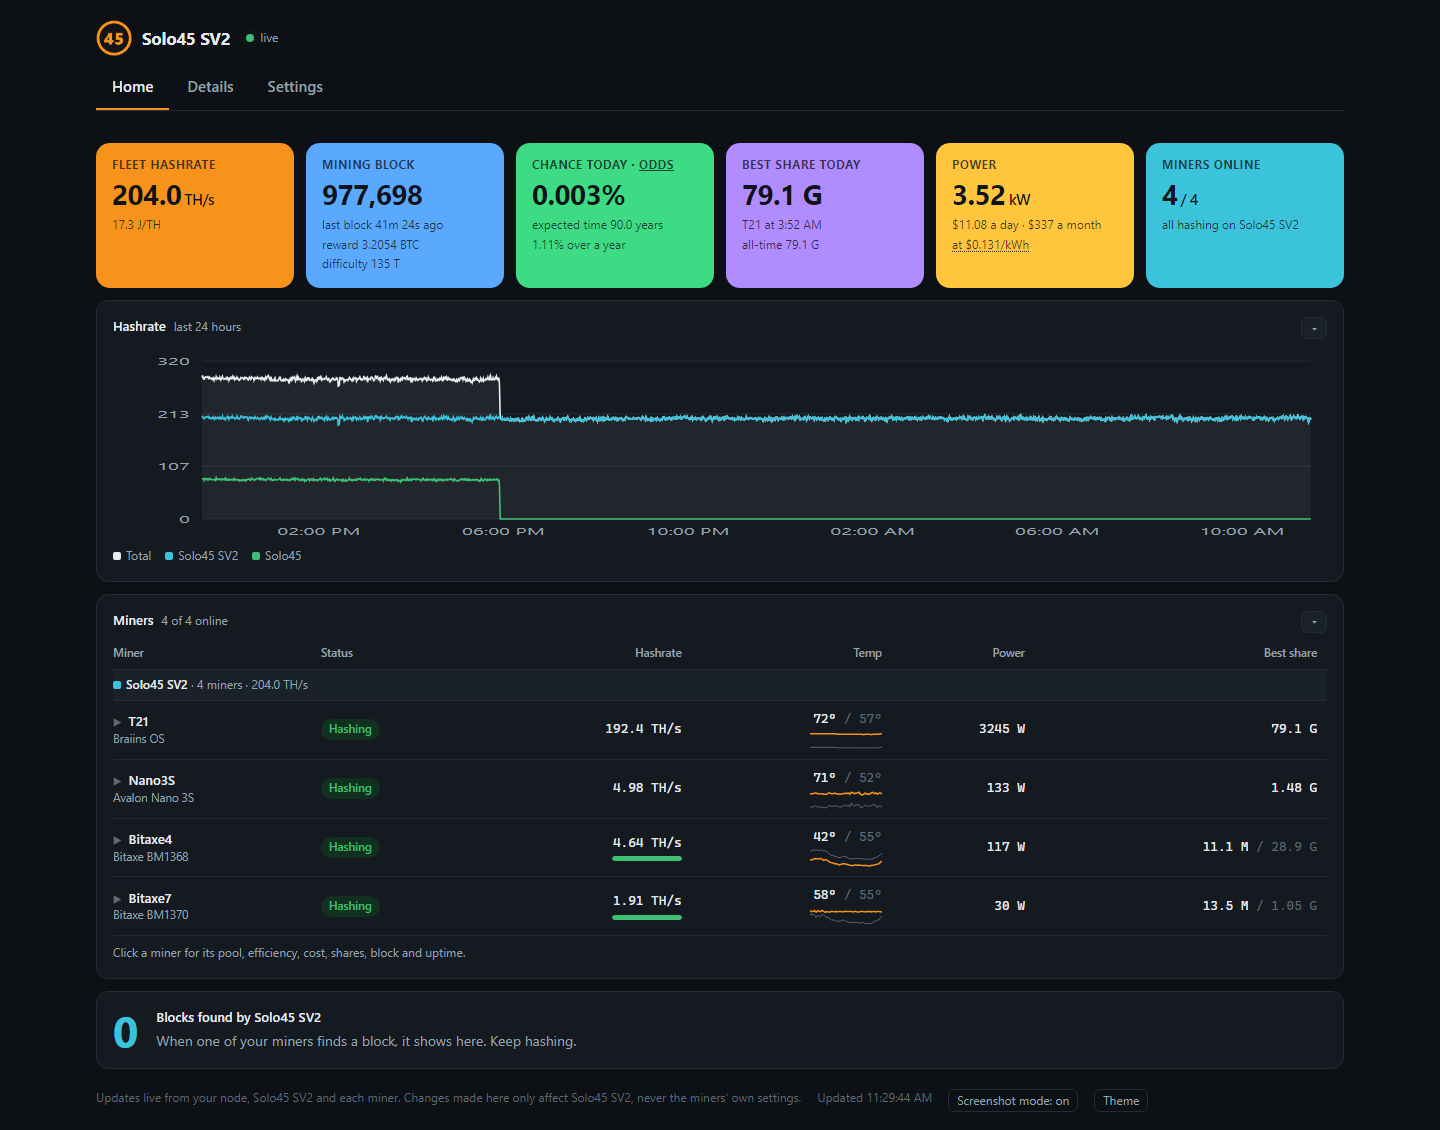 45 Solo45 SV2 live
Home Details Settings
FLEET HASHRATE
204.0 TH/s
17.3 J/TH
MINING BLOCK
977,698
last block 41m 24s ago
reward 3.2054 BTC
difficulty 135 T
CHANCE TODAY · ODDS
0.003%
expected time 90.0 years
1.11% over a year
BEST SHARE TODAY
79.1 G
T21 at 3:52 AM
all-time 79.1 G
POWER
3.52 kW
$11.08 a day · $337 a month
at $0.131/kWh
MINERS ONLINE
4 / 4
all hashing on Solo45 SV2
Hashrate last 24 hours
320
213
107
0
02:00 PM 06:00 PM 10:00 PM 02:00 AM 06:00 AM 10:00 AM
Total Solo45 SV2 Solo45
Miners 4 of 4 online
Miner Status Hashrate Temp Power Best share
Solo45 SV2 · 4 miners · 204.0 TH/s
T21
Braiins OS
Hashing 192.4 TH/s 72° / 57° 3245 W 79.1 G
Nano3S
Avalon Nano 3S
Hashing 4.98 TH/s 71° / 52° 133 W 1.48 G
Bitaxe4
Bitaxe BM1368
Hashing 4.64 TH/s 42° / 55° 117 W 11.1 M / 28.9 G
Bitaxe7
Bitaxe BM1370
Hashing 1.91 TH/s 58° / 55° 30 W 13.5 M / 1.05 G
Click a miner for its pool, efficiency, cost, shares, block and uptime.
0
Blocks found by Solo45 SV2
When one of your miners finds a block, it shows here. Keep hashing.
Updates live from your node, Solo45 SV2 and each miner. Changes made here only affect Solo45 SV2, never the miners' own settings. Updated 11:29:44 AM Screenshot mode: on Theme